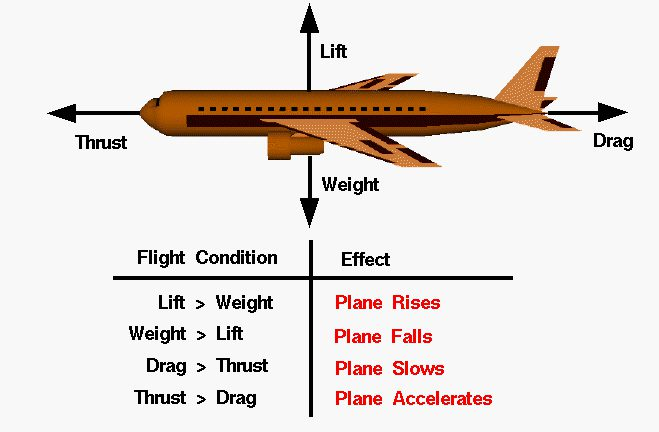 Lift
Thrust
Drag
Weight
Flight Condition Effect
Lift > Weight Plane Rises
Weight > Lift Plane Falls
Drag > Thrust Plane Slows
Thrust > Drag Plane Accelerates